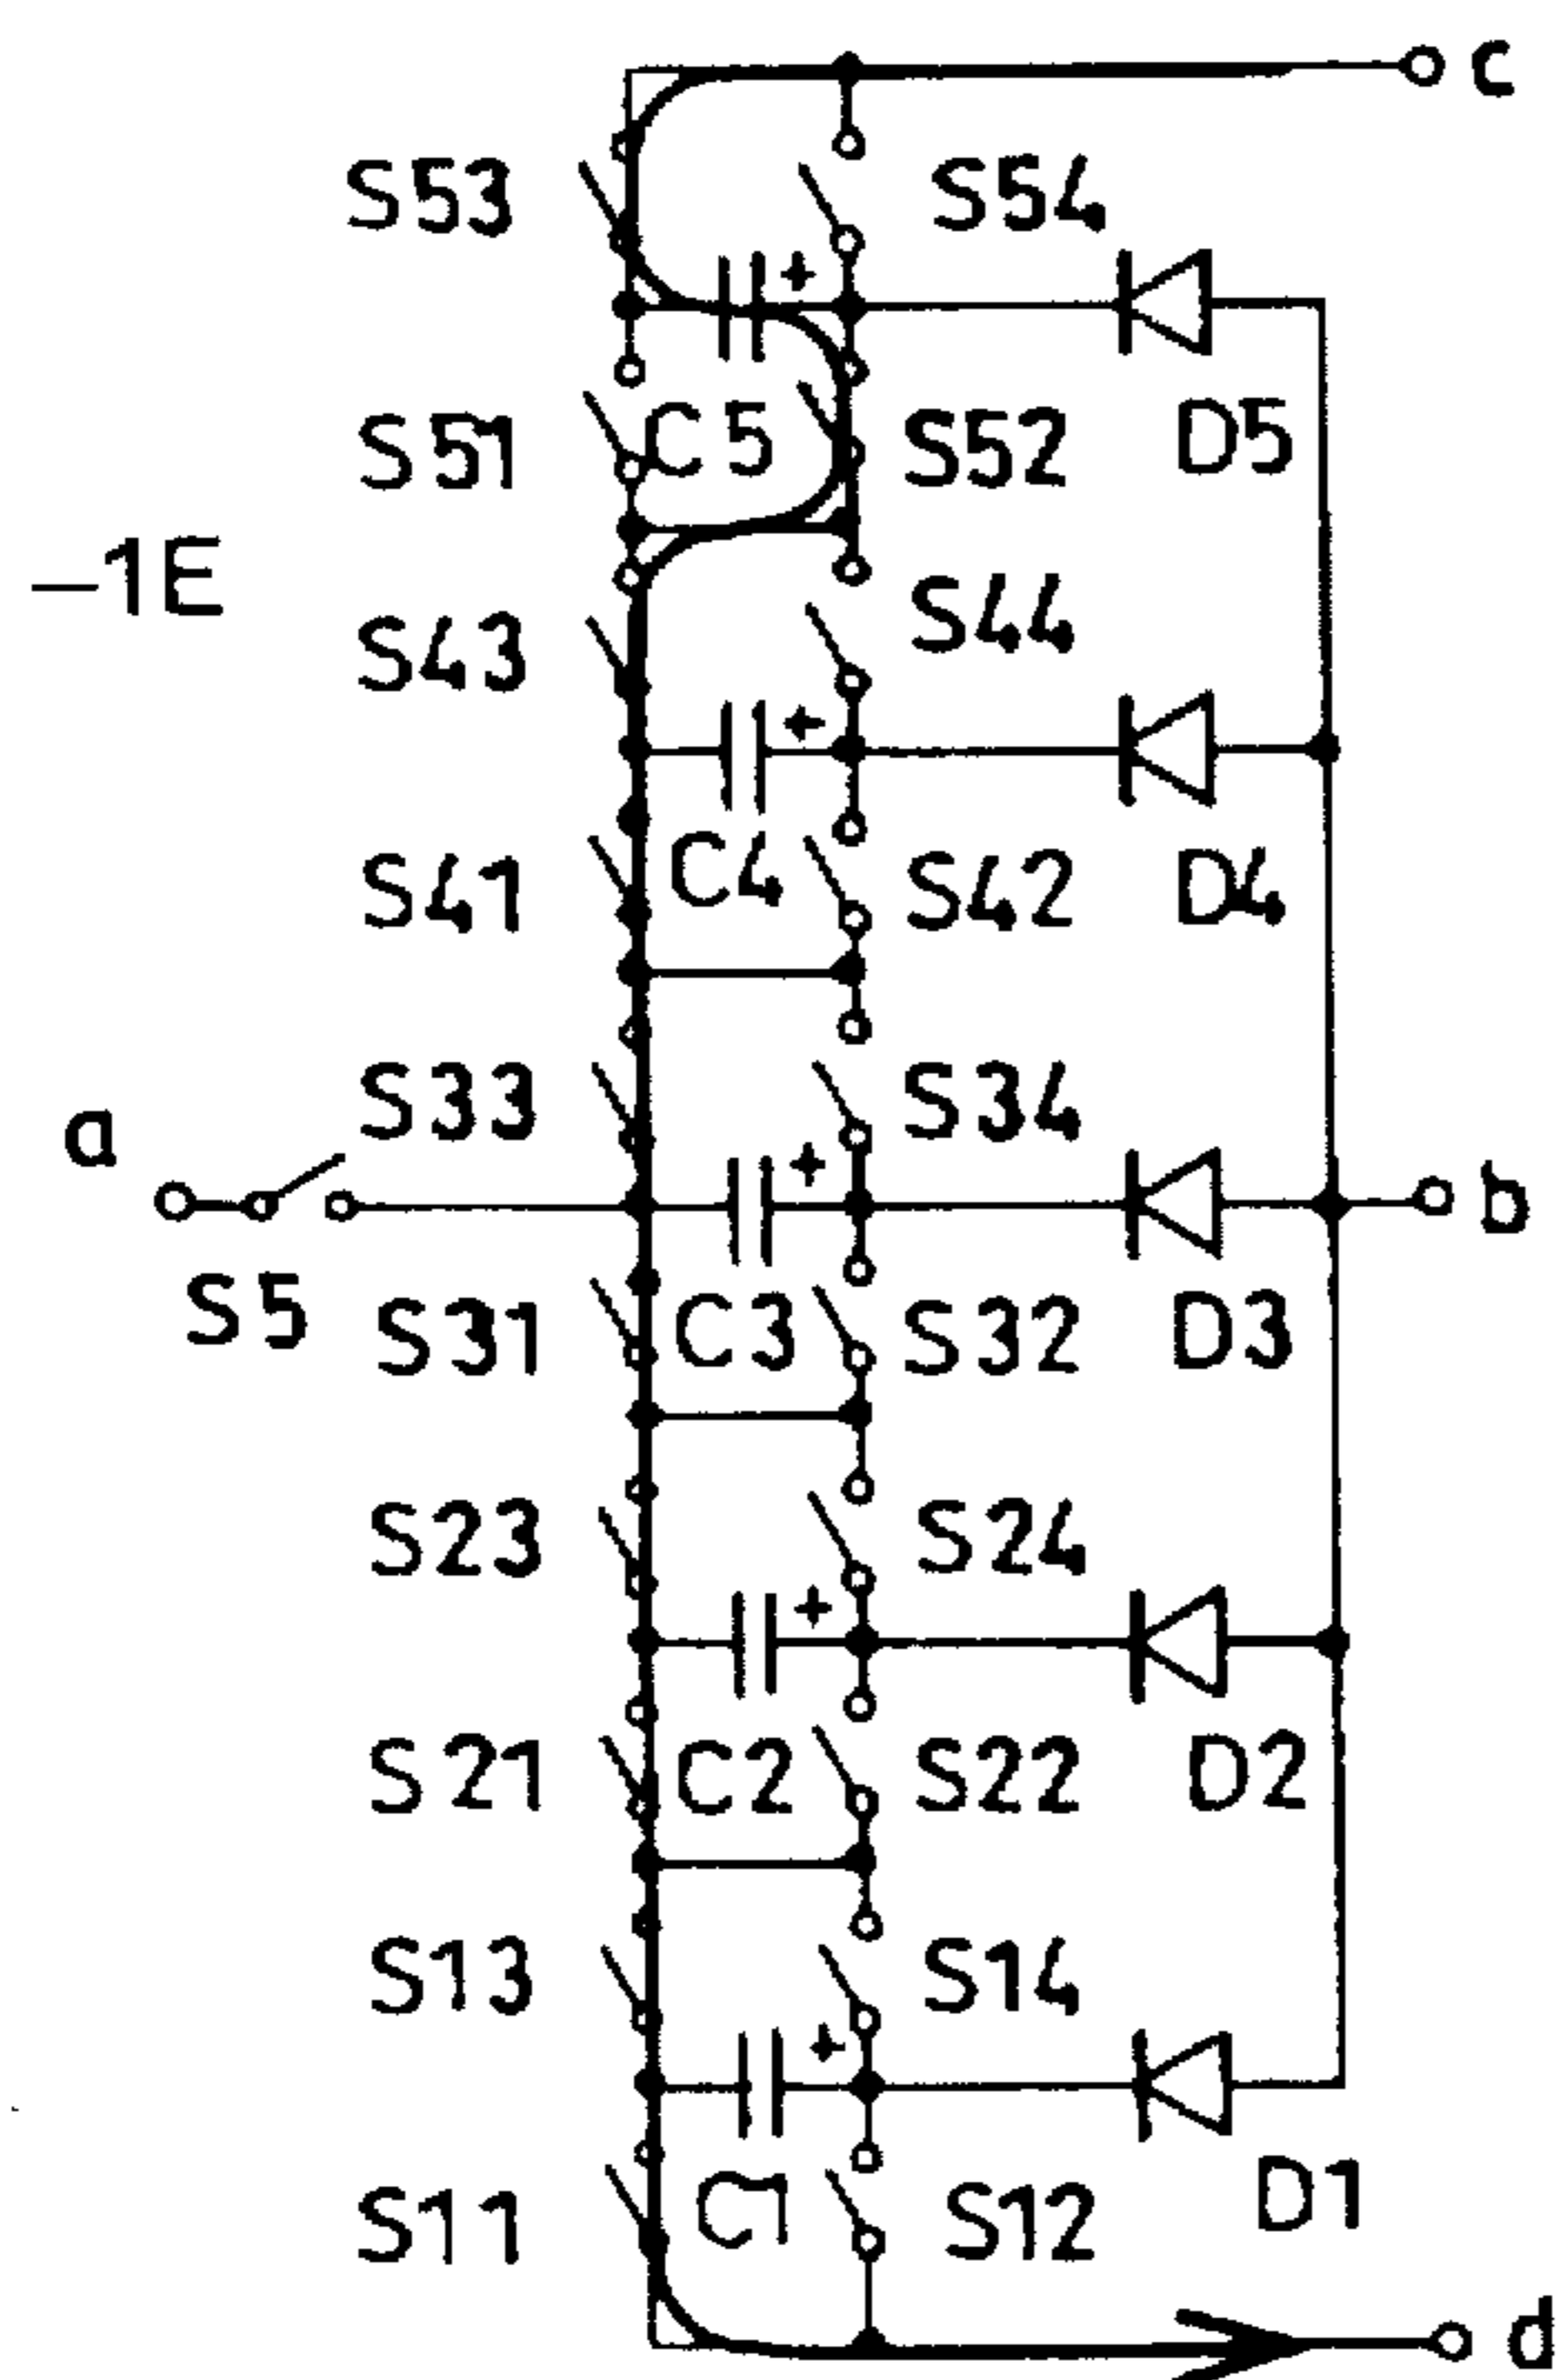 c
S53 S54
+
S51 C5 S52 D5
–1E
S43 S44
+
S41 C4 S42 D4
a S33 S34
+
b
S5 S31 C3 S32 D3
S23 S24
+
S21 C2 S22 D2
S13 S14
+
S11 C1 S12 D1
d